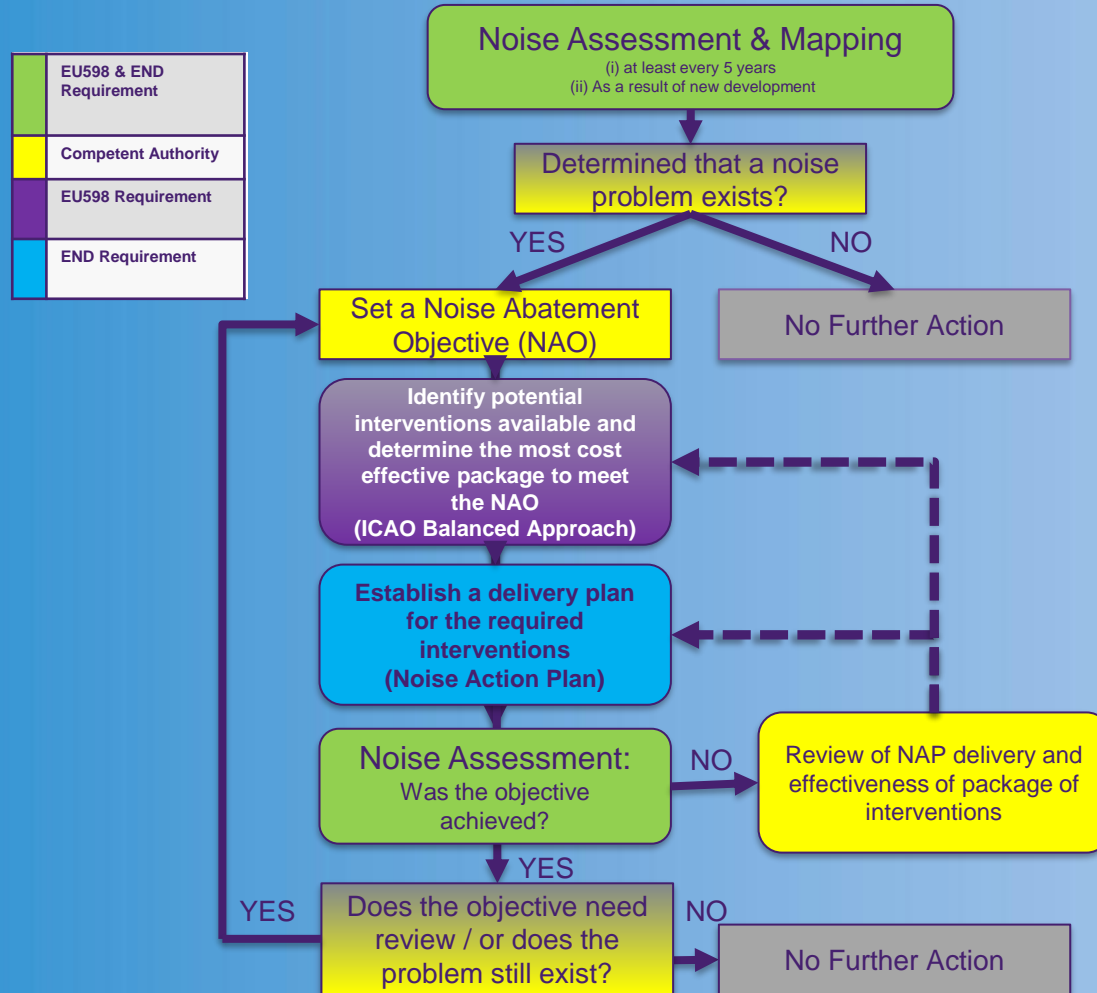 EU598 & END
Requirement
Competent Authority
EU598 Requirement
END Requirement
Noise Assessment & Mapping
(i) at least every 5 years
(ii) As a result of new development
Determined that a noise
problem exists?
YES
NO
Set a Noise Abatement
Objective (NAO)
No Further Action
Identify potential
interventions available and
determine the most cost
effective package to meet
the NAO
(ICAO Balanced Approach)
Establish a delivery plan
for the required
interventions
(Noise Action Plan)
Noise Assessment:
Was the objective
achieved?
NO
Review of NAP delivery and
effectiveness of package of
interventions
YES
YES
Does the objective need
review / or does the
problem still exist?
NO
No Further Action